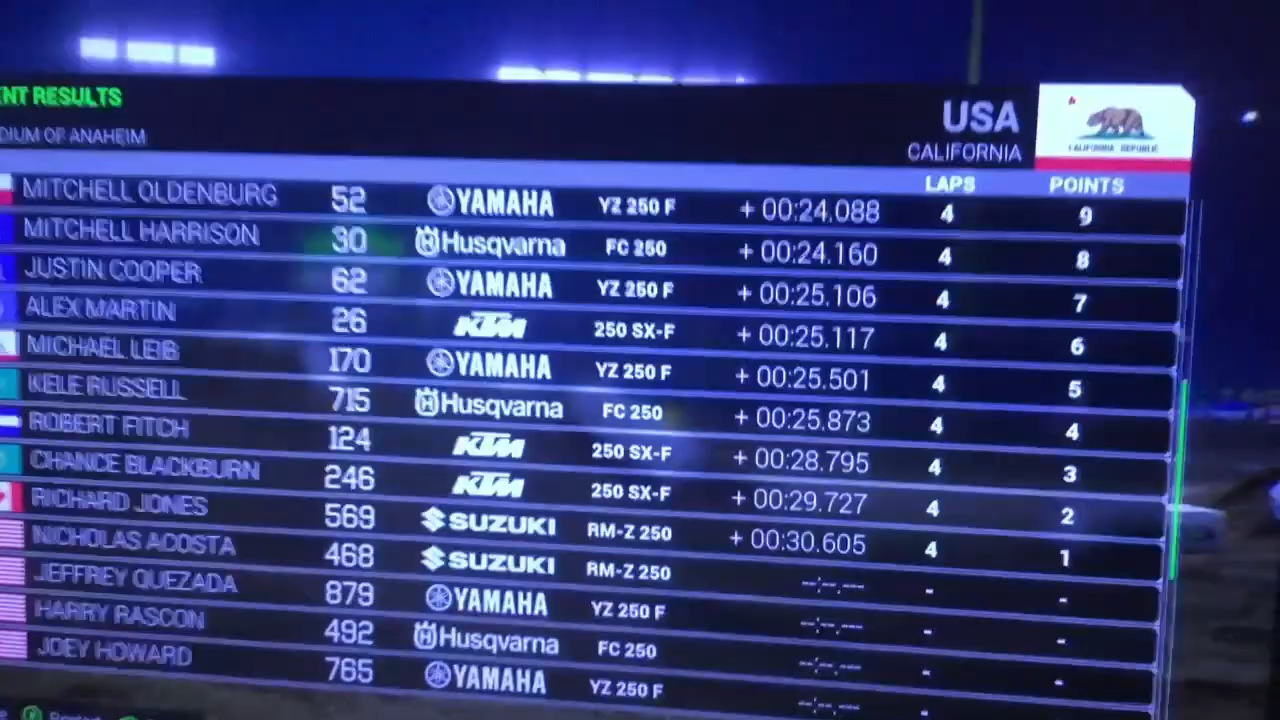 NT RESULTS
DIUM OF ANAHEIM
USA
CALIFORNIA
CALIFORNIA REPUBLIC
LAPS POINTS
MITCHELL OLDENBURG 52 YAMAHA YZ 250 F + 00:24.088 4 9
MITCHELL HARRISON 30 Husqvarna FC 250 + 00:24.160 4 8
JUSTIN COOPER 62 YAMAHA YZ 250 F + 00:25.106 4 7
ALEX MARTIN 26 KTM 250 SX-F + 00:25.117 4 6
MICHAEL LEIB 170 YAMAHA YZ 250 F + 00:25.501 4 5
KELE RUSSELL 715 Husqvarna FC 250 + 00:25.873 4 4
ROBERT FITCH 124 KTM 250 SX-F + 00:28.795 4 3
CHANCE BLACKBURN 246 KTM 250 SX-F + 00:29.727 4 2
RICHARD JONES 569 SUZUKI RM-Z 250 + 00:30.605 4 1
NICHOLAS ACOSTA 468 SUZUKI RM-Z 250 --:--.--- - -
JEFFREY QUEZADA 879 YAMAHA YZ 250 F --:--.--- - -
HARRY RASCON 492 Husqvarna FC 250 --:--.--- - -
JOEY HOWARD 765 YAMAHA YZ 250 F --:--.--- -